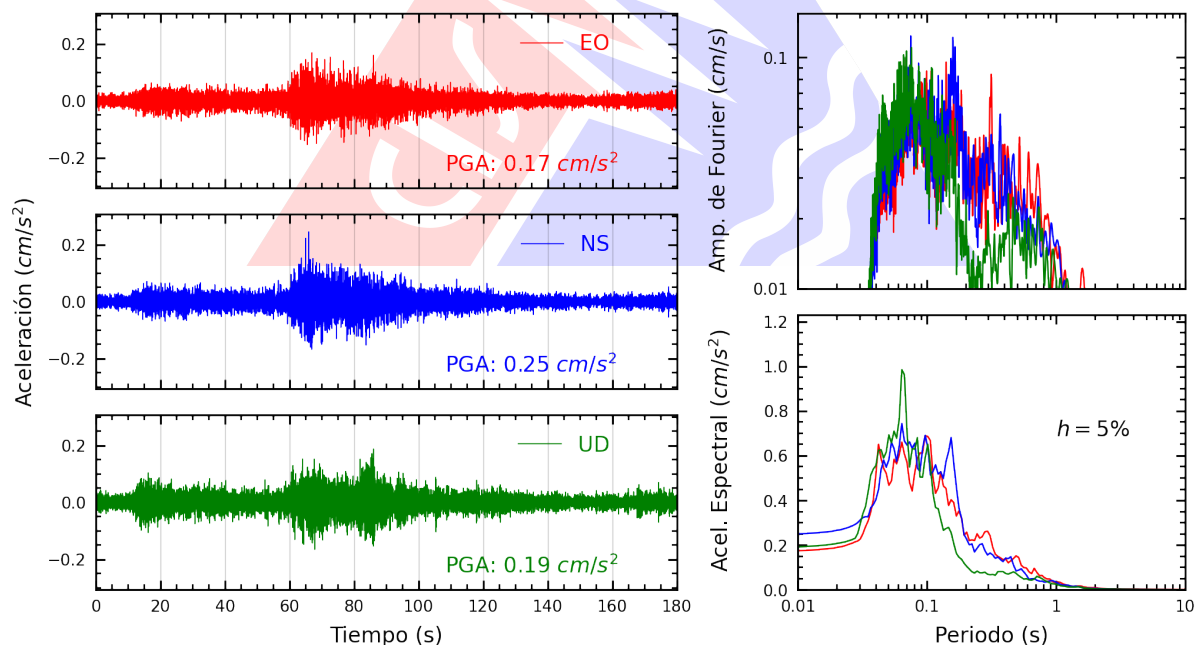 Aceleración (cm/s²)
0.2
0.0
−0.2
EO
PGA: 0.17 cm/s²
0.2
0.0
−0.2
NS
PGA: 0.25 cm/s²
0.2
0.0
−0.2
UD
PGA: 0.19 cm/s²
0 20 40 60 80 100 120 140 160 180
Tiempo (s)
Amp. de Fourier (cm/s)
0.1
0.01
Acel. Espectral (cm/s²)
1.2
1.0
0.8
0.6
0.4
0.2
0.0
h = 5%
0.01 0.1 1 10
Periodo (s)